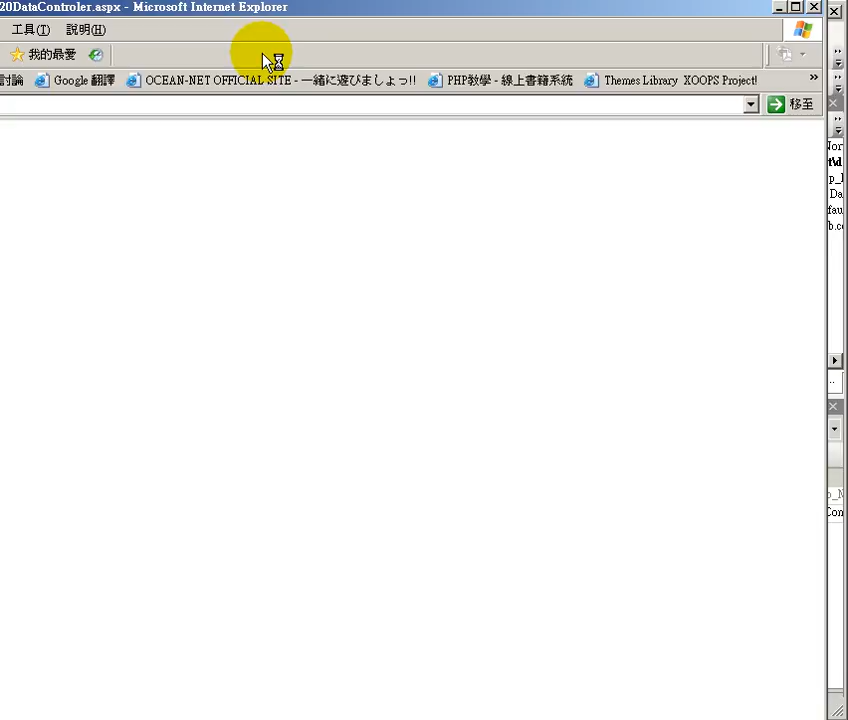 20DataControler.aspx - Microsoft Internet Explorer
工具(T) 說明(H)
我的最愛
討論 Google 翻譯 OCEAN-NET OFFICIAL SITE - 一緒に遊びましょっ!! PHP教學 - 線上書籍系統 Themes Library XOOPS Project! »
移至